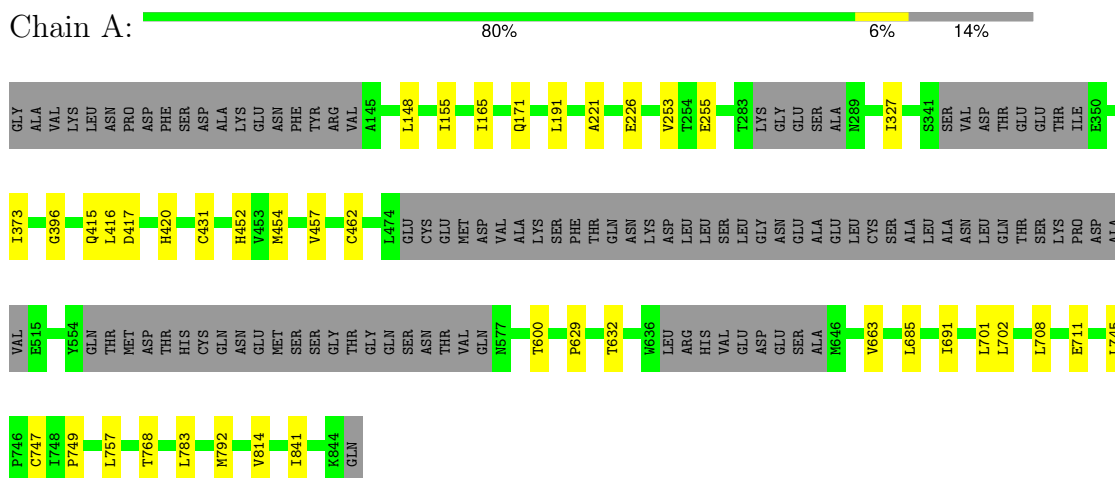 Chain A:
80% 6% 14%
GLY ALA VAL LYS LEU ASN PRO ASP PHE SER ASP ALA LYS GLU ASN PHE TYR ARG VAL A145 L148 I155 I165 Q171 L191 A221 E226 V253 T254 E255 T283 LYS GLY GLU SER ALA N289 I327 S341 SER VAL ASP THR GLU GLU THR ILE E350
I373 G396 Q415 L416 D417 H420 C431 H452 V453 M454 V457 C462 L474 GLU CYS GLU MET ASP VAL ALA LYS SER PHE THR GLN ASN LYS ASP LEU LEU SER LEU GLY ASN GLU ALA GLU LEU CYS SER ALA LEU ALA ASN LEU GLN THR SER LYS PRO ASP ALA
VAL E515 Y554 GLN THR MET ASP THR HIS CYS GLN ASN GLU MET SER SER GLY THR GLY GLN SER ASN THR VAL GLN N577 T600 P629 T632 W636 LEU ARG HIS VAL GLU ASP GLU SER ALA M646 V663 L685 I691 L701 L702 L708 E711 L745
P746 C747 I748 P749 L757 T768 L783 M792 V814 I841 K844 GLN